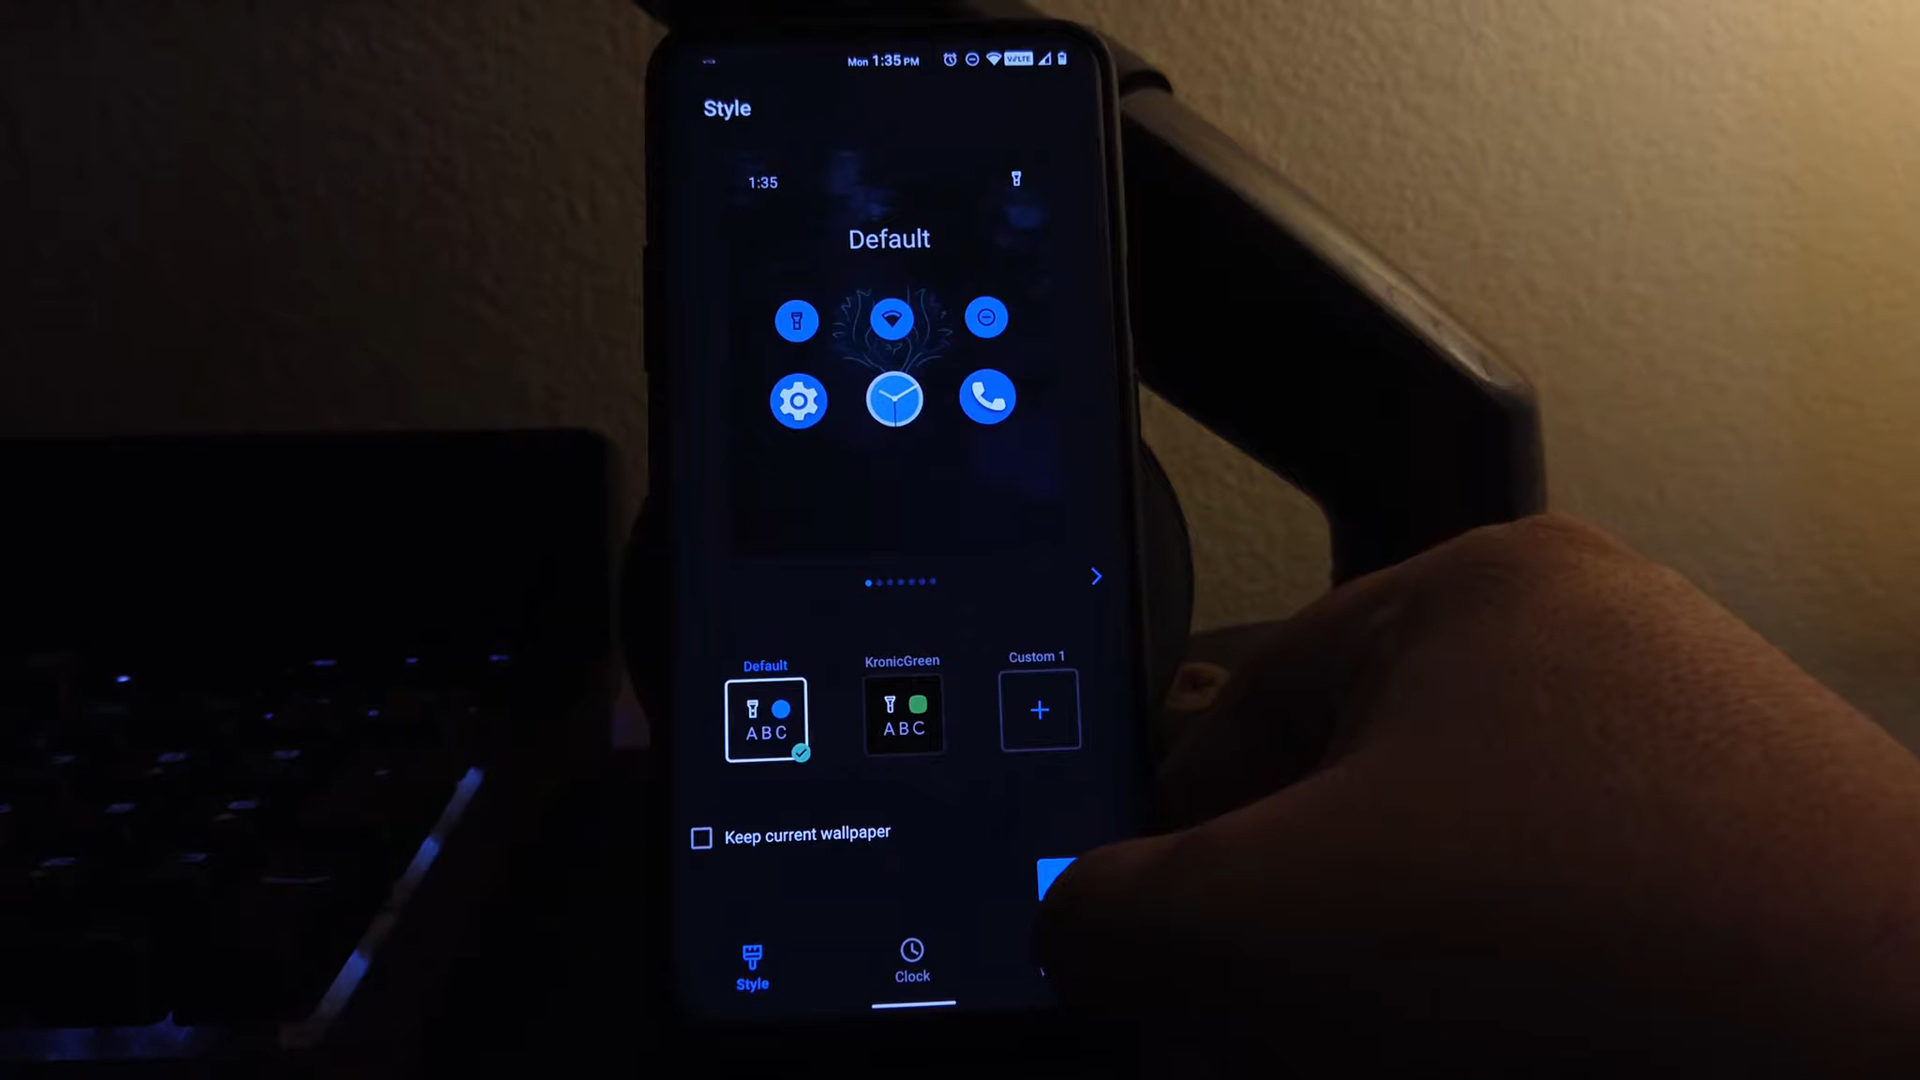 Mon 1:35 PM VoLTE
Style
1:35
Default
Default KronicGreen Custom 1
ABC ABC
Keep current wallpaper
Style Clock